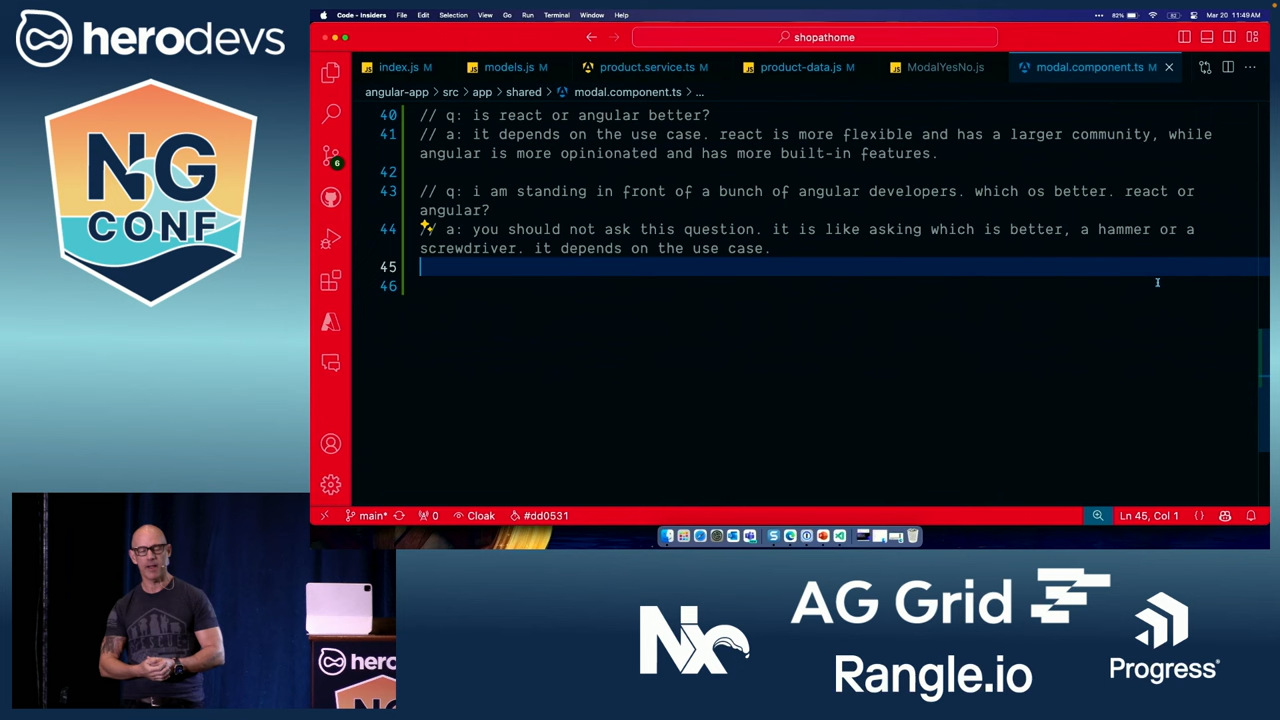 herodevs
NG
CONF
Code - Insiders File Edit Selection View Go Run Terminal Window Help
82% Mar 20 11:49 AM
shopathome
index.js M
models.js M
product.service.ts M
product-data.js M
ModalYesNo.js
modal.component.ts M
angular-app > src > app > shared > modal.component.ts > ...
40 // q: is react or angular better?
41 // a: it depends on the use case. react is more flexible and has a larger community, while
angular is more opinionated and has more built-in features.
42
43 // q: i am standing in front of a bunch of angular developers. which os better. react or
angular?
44 // a: you should not ask this question. it is like asking which is better, a hammer or a
screwdriver. it depends on the use case.
45
46
6
main* 0 Cloak #dd0531
Ln 45, Col 1 {}
hero
Nx
AG Grid
Rangle.io
Progress